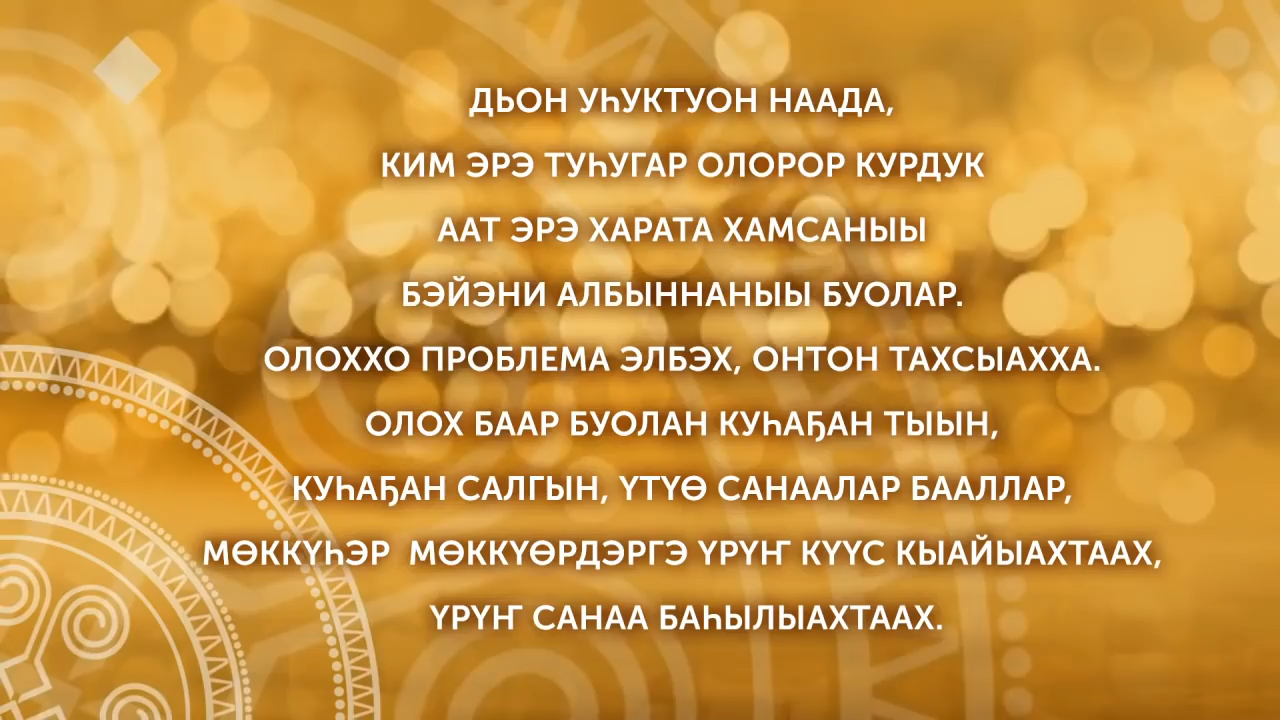 ДЬОН УҺУКТУОН НААДА,
КИМ ЭРЭ ТУҺУГАР ОЛОРОР КУРДУК
ААТ ЭРЭ ХАРАТА ХАМСАНЫЫ
БЭЙЭНИ АЛБЫННАНЫЫ БУОЛАР.
ОЛОХХО ПРОБЛЕМА ЭЛБЭХ, ОНТОН ТАХСЫАХХА.
ОЛОХ БААР БУОЛАН КУҺАҔАН ТЫЫН,
КУҺАҔАН САЛГЫН, ҮТҮӨ САНААЛАР БААЛЛАР,
МӨККҮҺЭР  МӨККҮӨРДЭРГЭ ҮРҮҤ КҮҮС КЫАЙЫАХТААХ,
ҮРҮҤ САНАА БАҺЫЛЫАХТААХ.